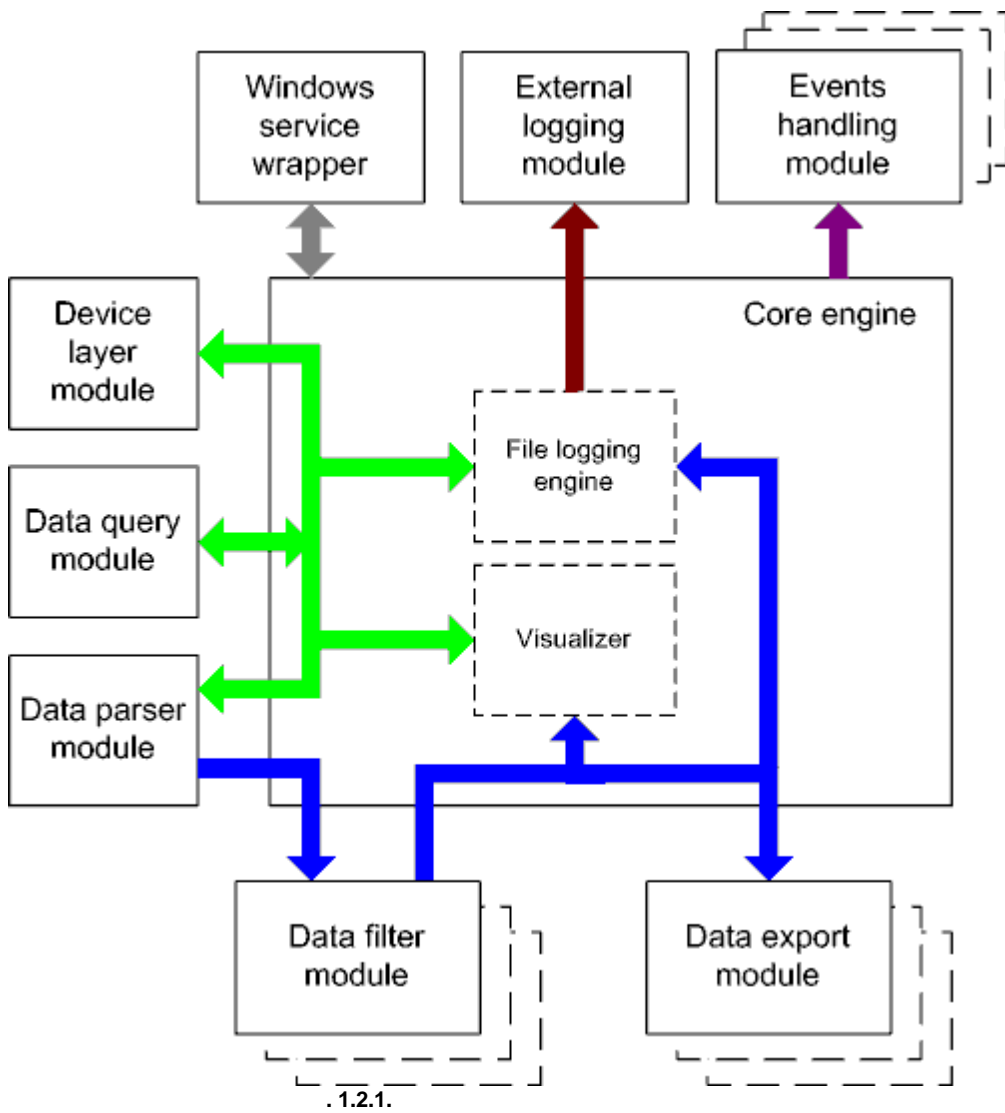 Windows
service
wrapper
External
logging
module
Events
handling
module
Device
layer
module
Core engine
File logging
engine
Data query
module
Visualizer
Data parser
module
Data filter
module
Data export
module
. 1.2.1.